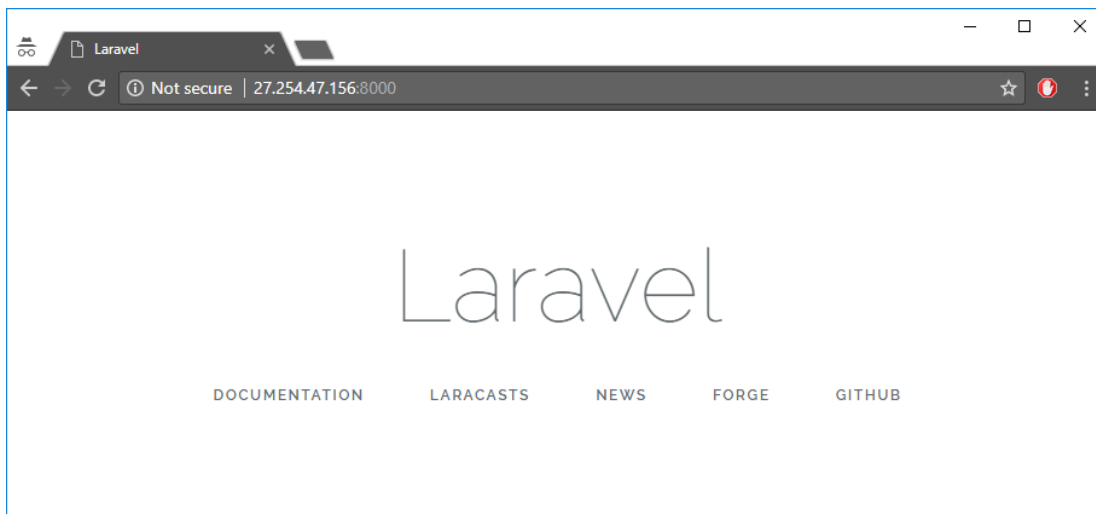 Laravel
Not secure 27.254.47.156:8000
Laravel
DOCUMENTATION LARACASTS NEWS FORGE GITHUB